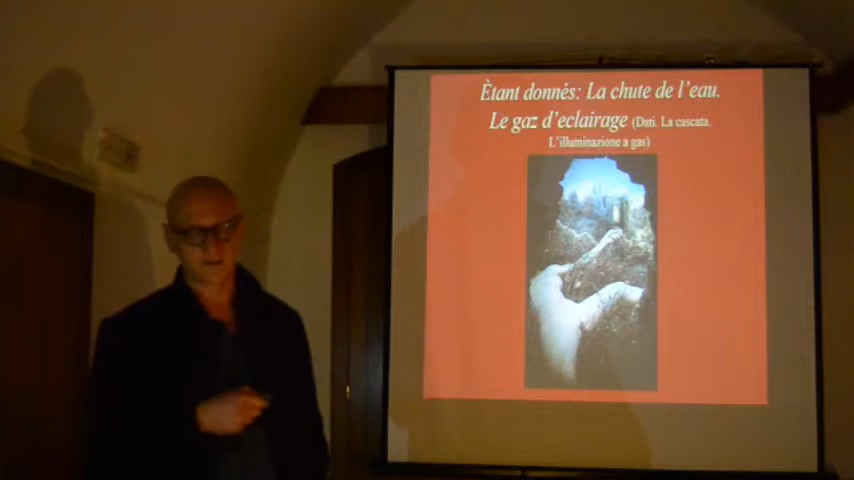 Ètant donnés: La chute de l'eau.
Le gaz d'eclairage (Dati. La cascata.
L'illuminazione a gas)